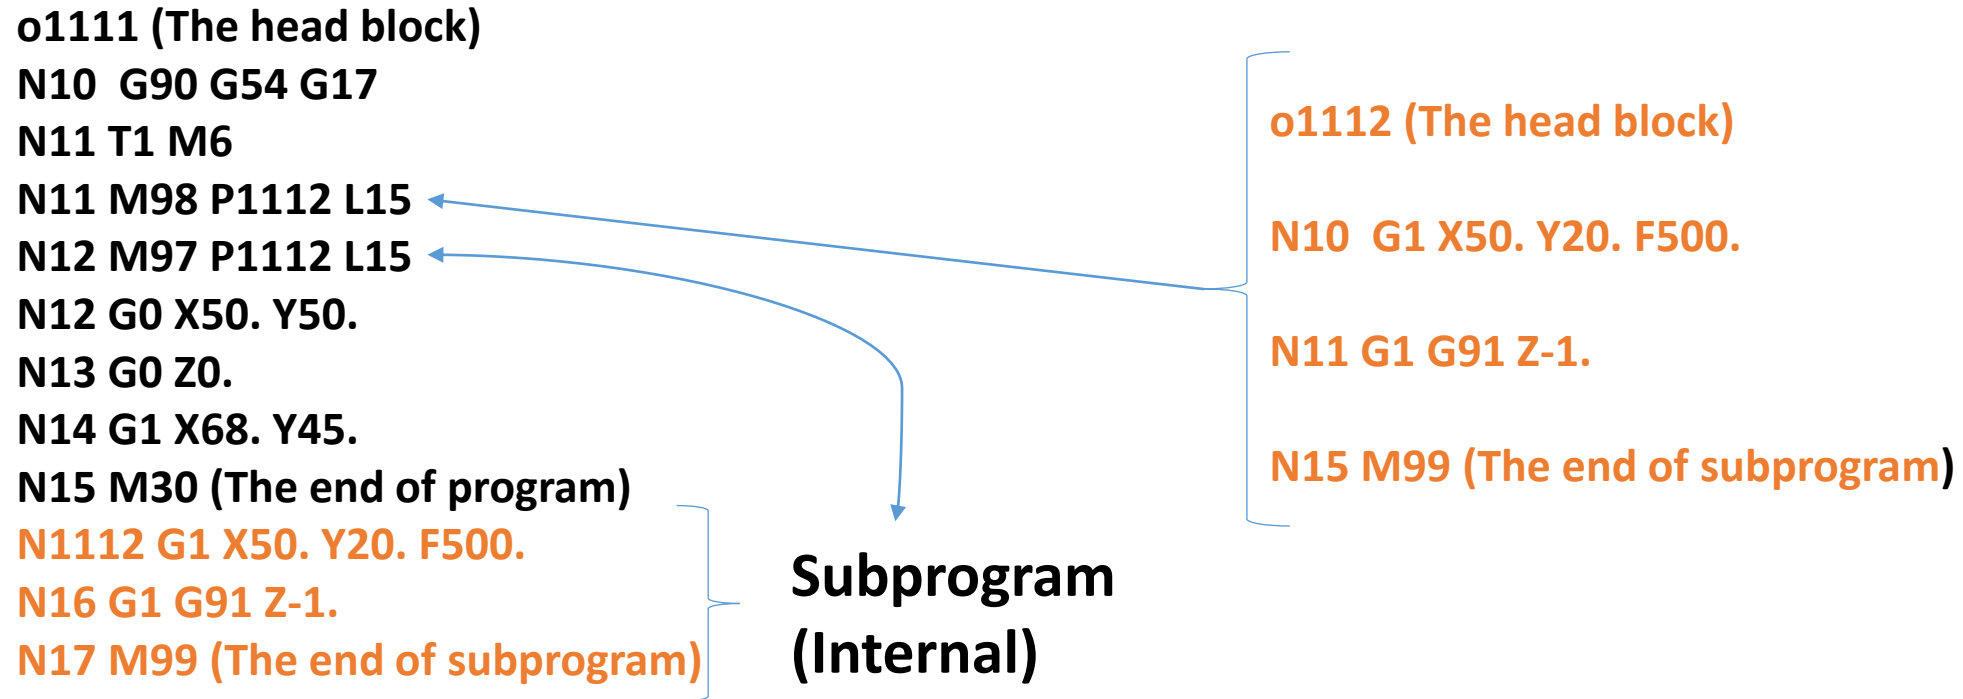 o1111 (The head block)
N10  G90 G54 G17
N11 T1 M6
N11 M98 P1112 L15
N12 M97 P1112 L15
N12 G0 X50. Y50.
N13 G0 Z0.
N14 G1 X68. Y45.
N15 M30 (The end of program)
N1112 G1 X50. Y20. F500.
N16 G1 G91 Z-1.
N17 M99 (The end of subprogram)
Subprogram
(Internal)
o1112 (The head block)
N10  G1 X50. Y20. F500.
N11 G1 G91 Z-1.
N15 M99 (The end of subprogram)